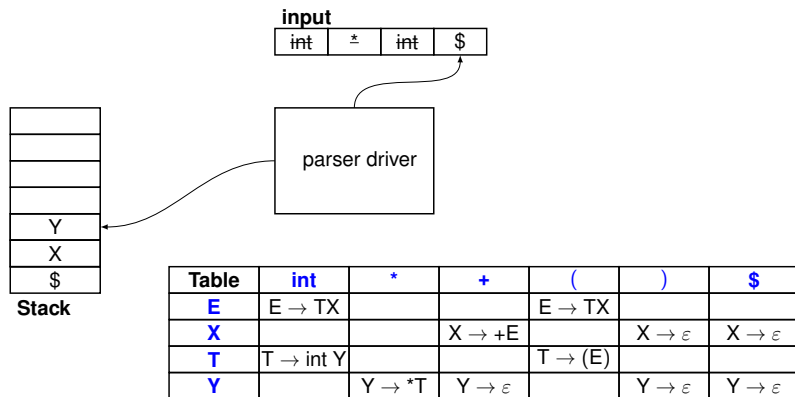 input
int * int $
parser driver
Y
X
$
Stack
Table int * + ( ) $
E E → TX E → TX
X X → +E X → ε X → ε
T T → int Y T → (E)
Y Y → *T Y → ε Y → ε Y → ε